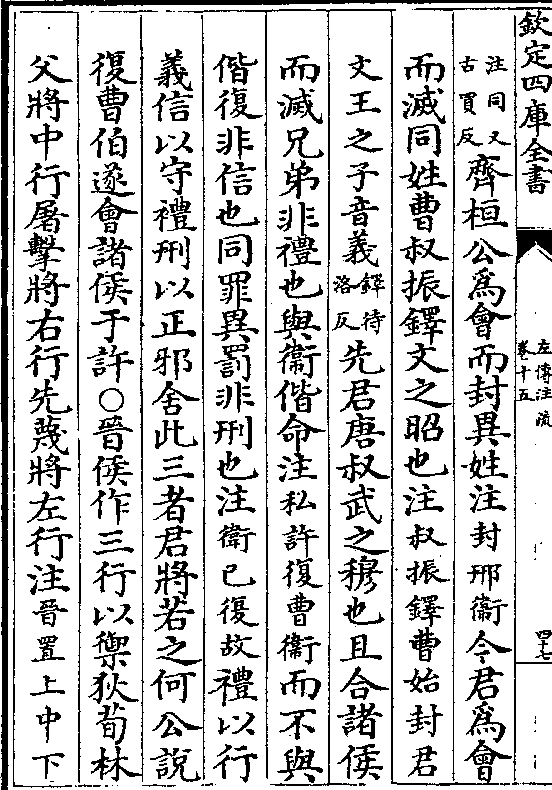 欽定四庫全書
左傳注疏
卷十五
四十七
注同又古買反齊桓公為會而封異姓注封邢衞今君為會
而滅同姓曹叔振鐸文之昭也注叔振鐸曹始封君
文王之子音義鐸待洛反先君唐叔武之穆也且合諸侯
而滅兄弟非禮也與衞偕命注私許復曹衞而不與
偕復非信也同罪異罰非刑也注衞已復故禮以行
義信以守禮刑以正邪舍此三者君將若之何公說
復曹伯遂會諸侯于許○晉侯作三行以禦狄荀林
父將中行屠擊將右行先蔑將左行注晉置上中下